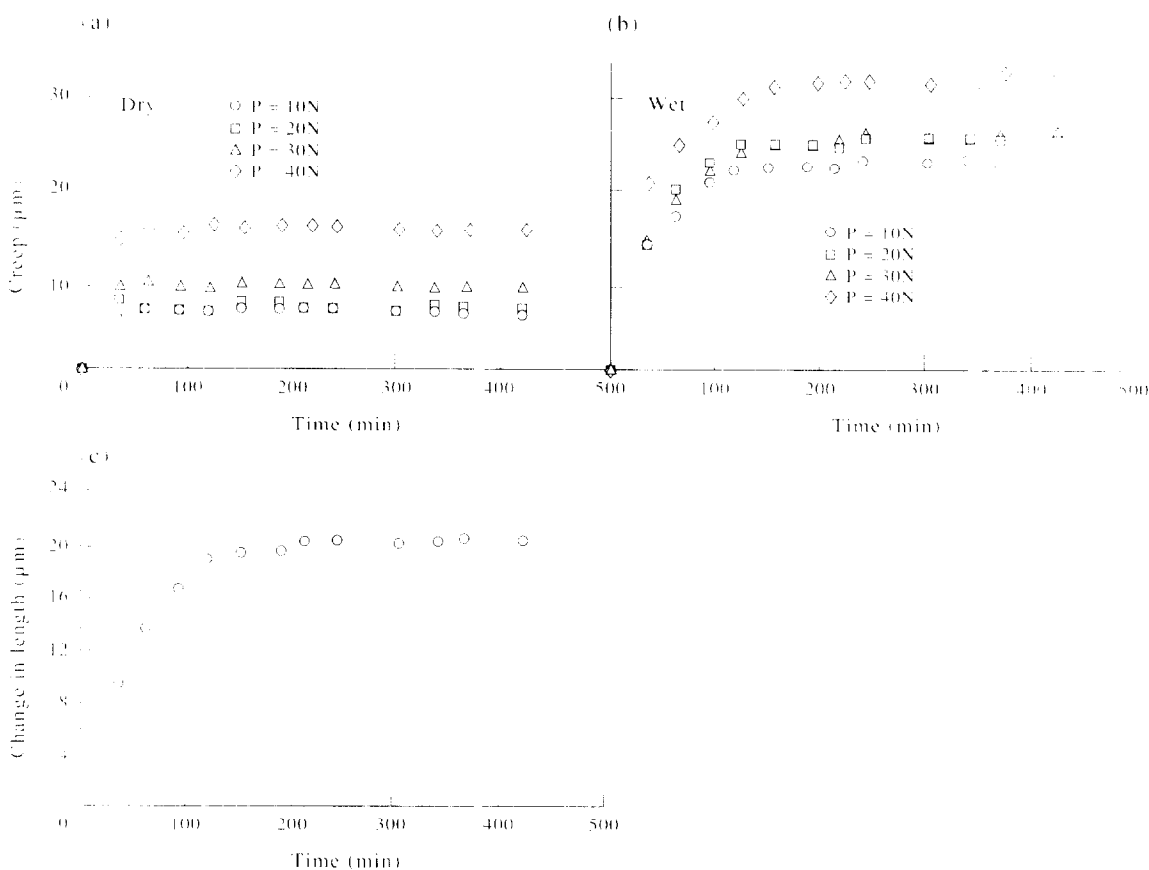 (a)
Dry
○ P = 10N
□ P = 20N
△ P = 30N
◇ P = 40N
30
20
10
0
Creep (µm)
0 100 200 300 400 500
Time (min)
(b)
Wet
○ P = 10N
□ P = 20N
△ P = 30N
◇ P = 40N
100 200 300 400 500
Time (min)
(c)
24
20
16
12
8
4
Change in length (µm)
0 100 200 300 400 500
Time (min)